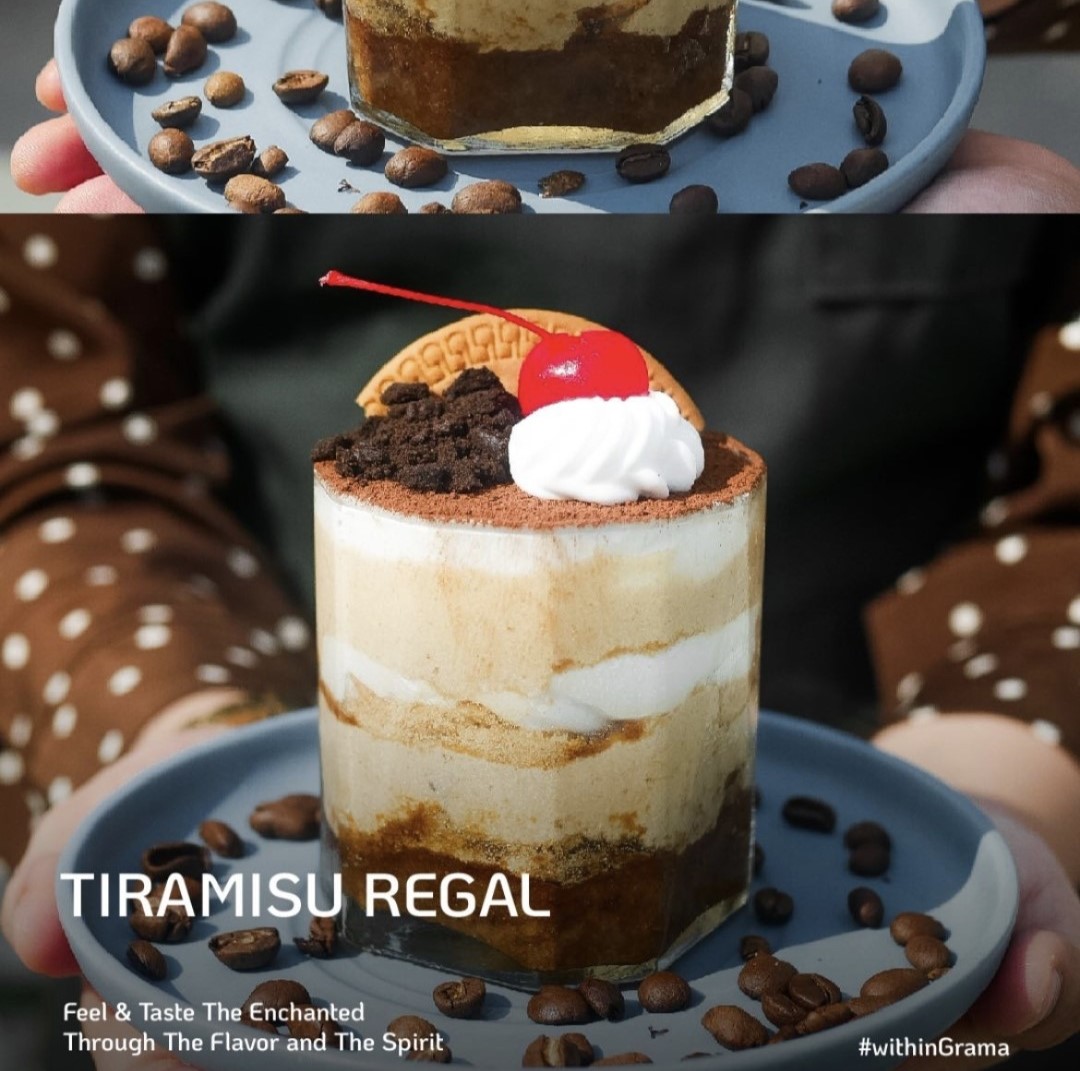 TIRAMISU REGAL
Feel & Taste The Enchanted
Through The Flavor and The Spirit
#withinGrama